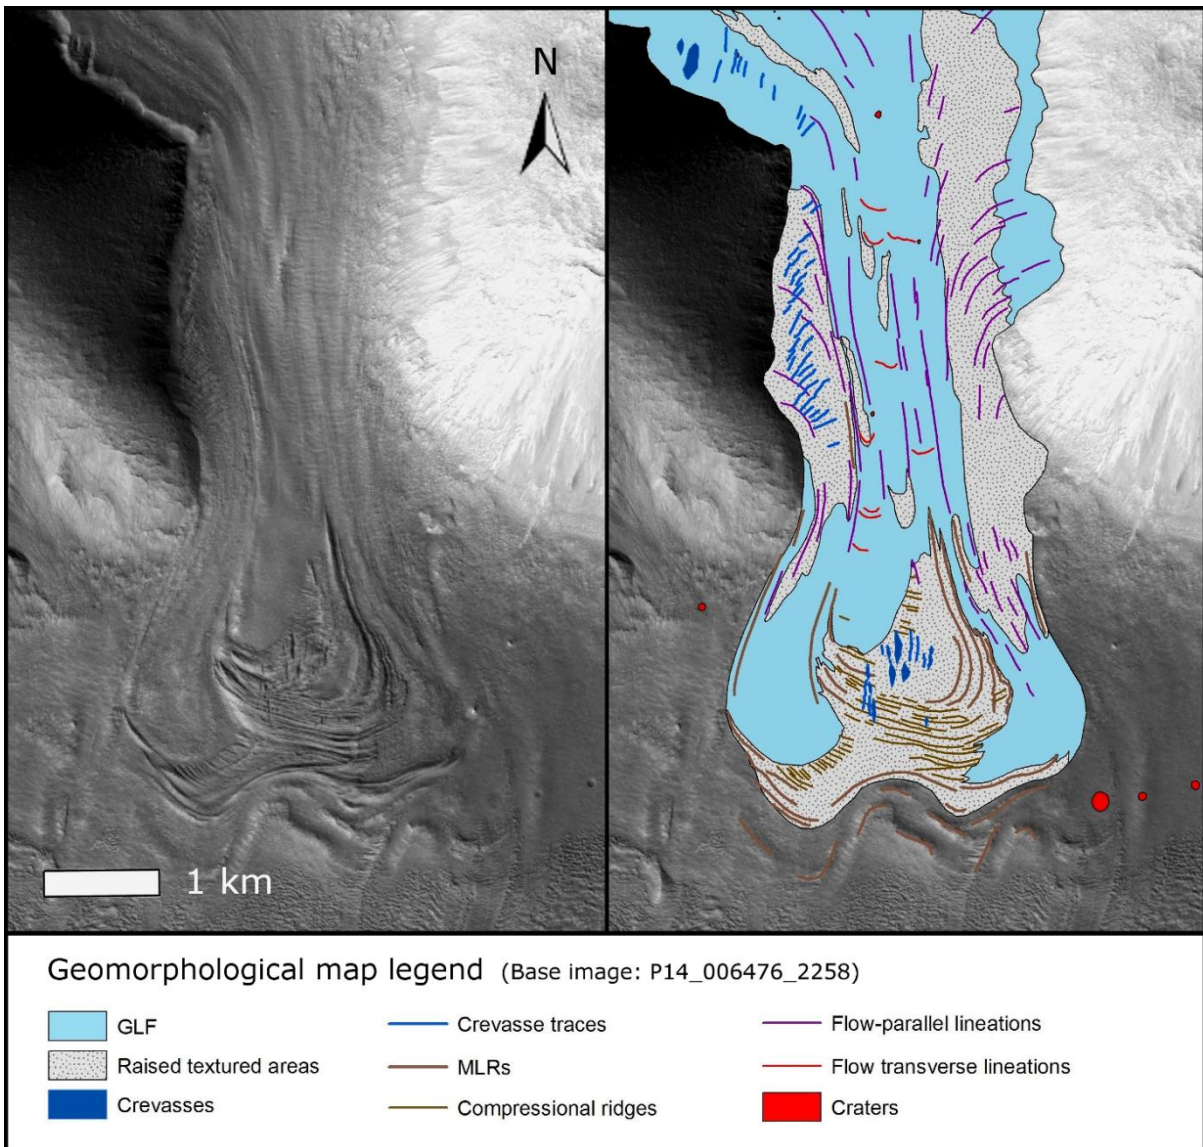 N
1 km
Geomorphological map legend (Base image: P14_006476_2258)
GLF
Crevasse traces
Flow-parallel lineations
Raised textured areas
MLRs
Flow transverse lineations
Crevasses
Compressional ridges
Craters